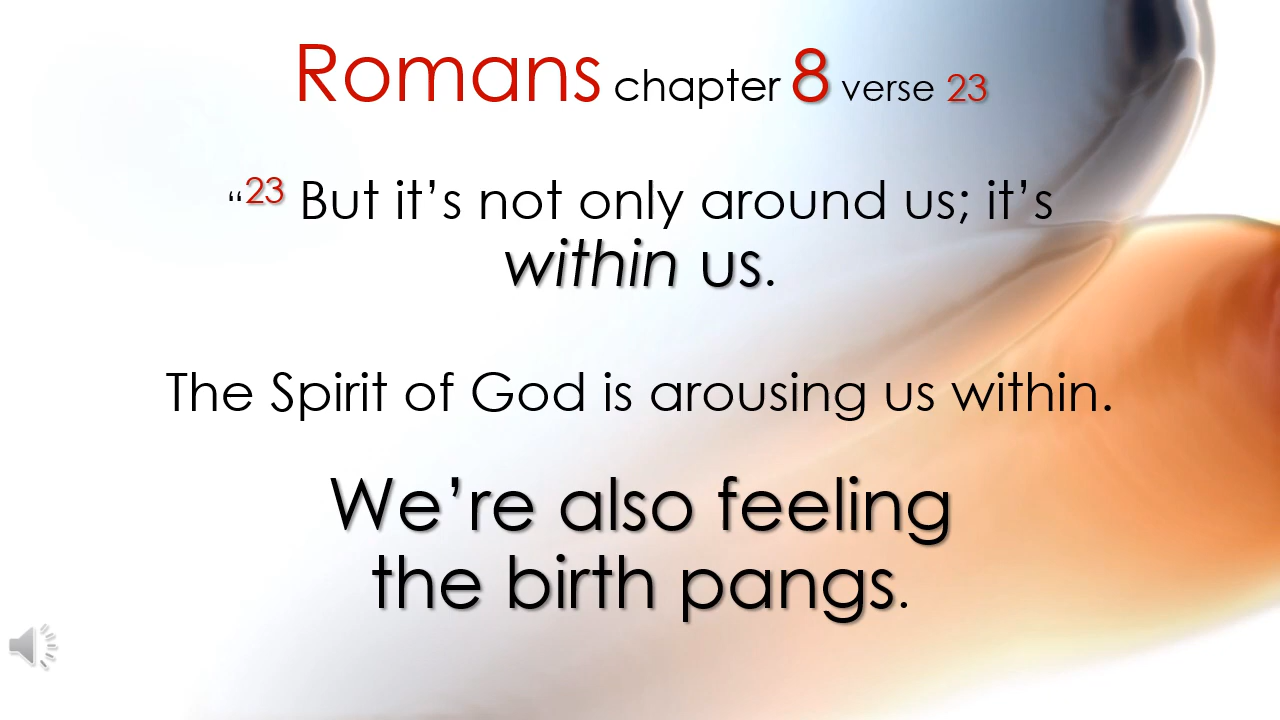 Romans chapter 8 verse 23
“23 But it’s not only around us; it’s
within us.
The Spirit of God is arousing us within.
We’re also feeling
the birth pangs.